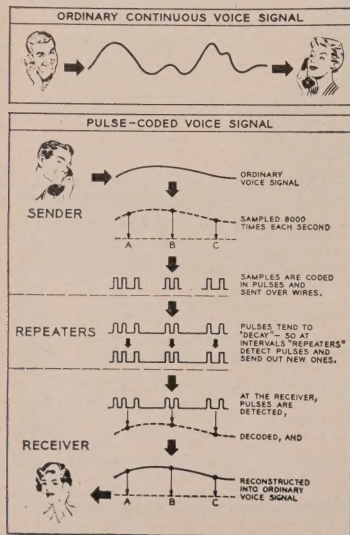 ORDINARY CONTINUOUS VOICE SIGNAL
PULSE-CODED VOICE SIGNAL
ORDINARY
VOICE SIGNAL
SENDER
SAMPLED 8000
TIMES EACH SECOND
A B C
SAMPLES ARE CODED
IN PULSES AND
SENT OVER WIRES.
REPEATERS
PULSES TEND TO
"DECAY"— SO AT
INTERVALS "REPEATERS"
DETECT PULSES AND
SEND OUT NEW ONES.
AT THE RECEIVER,
PULSES ARE
DETECTED,
DECODED, AND
RECEIVER
RECONSTRUCTED
INTO ORDINARY
VOICE SIGNAL
A B C